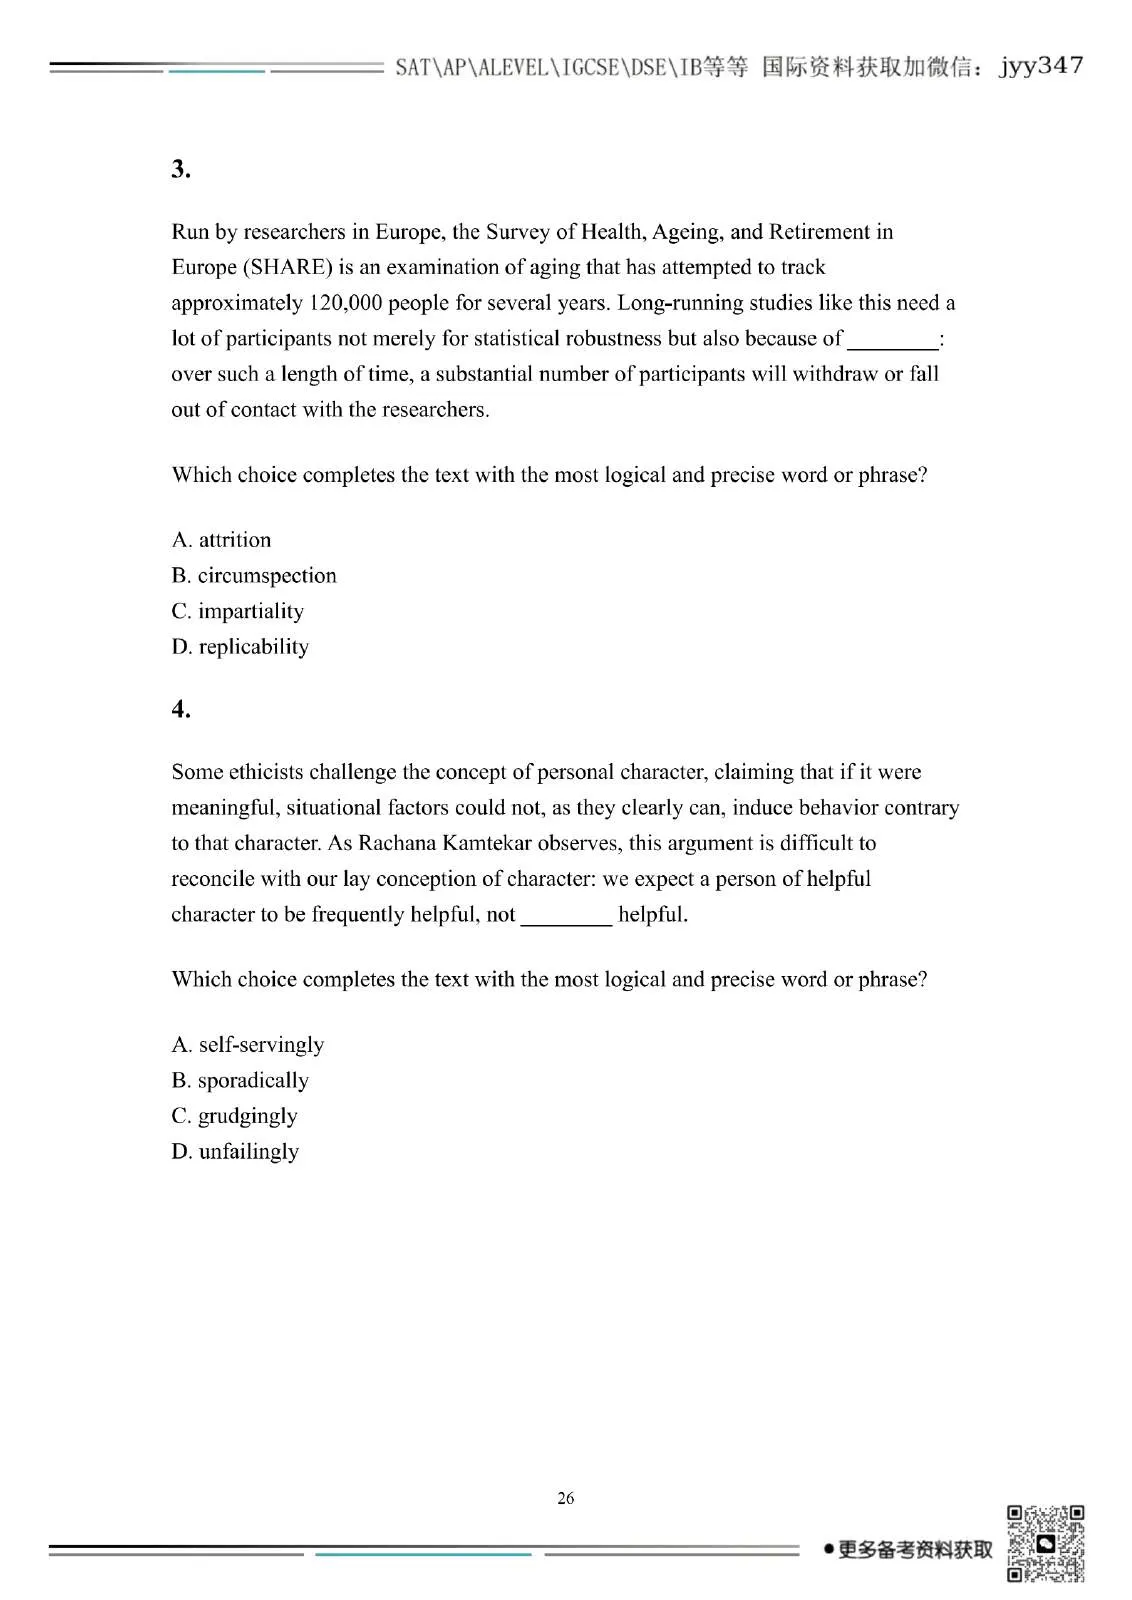 SAT\AP\ALEVEL\IGCSE\DSE\IB等等 国际资料获取加微信：jyy347
3.
Run by researchers in Europe, the Survey of Health, Ageing, and Retirement in
Europe (SHARE) is an examination of aging that has attempted to track
approximately 120,000 people for several years. Long-running studies like this need a
lot of participants not merely for statistical robustness but also because of ________:
over such a length of time, a substantial number of participants will withdraw or fall
out of contact with the researchers.
Which choice completes the text with the most logical and precise word or phrase?
A. attrition
B. circumspection
C. impartiality
D. replicability
4.
Some ethicists challenge the concept of personal character, claiming that if it were
meaningful, situational factors could not, as they clearly can, induce behavior contrary
to that character. As Rachana Kamtekar observes, this argument is difficult to
reconcile with our lay conception of character: we expect a person of helpful
character to be frequently helpful, not ________ helpful.
Which choice completes the text with the most logical and precise word or phrase?
A. self-servingly
B. sporadically
C. grudgingly
D. unfailingly
26
●更多备考资料获取